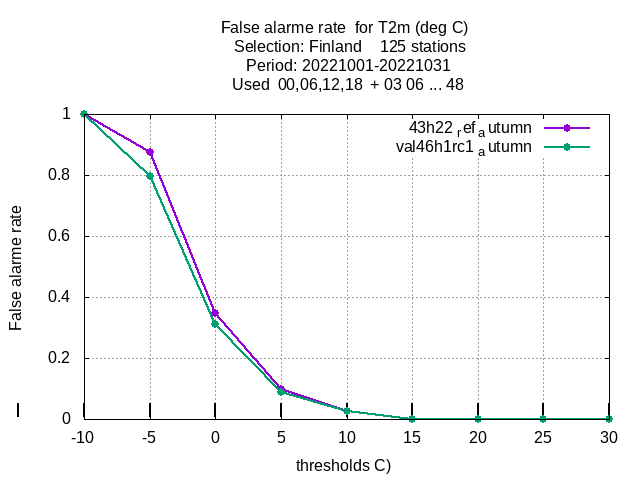 False alarme rate  for T2m (deg C)
Selection: Finland    125 stations
Period: 20221001-20221031
Used  00,06,12,18  + 03 06 ... 48
43h22 ref a utumn
val46h1rc1 a utumn
False alarme rate
1
0.8
0.6
0.4
0.2
0
-10 -5 0 5 10 15 20 25 30
thresholds C)